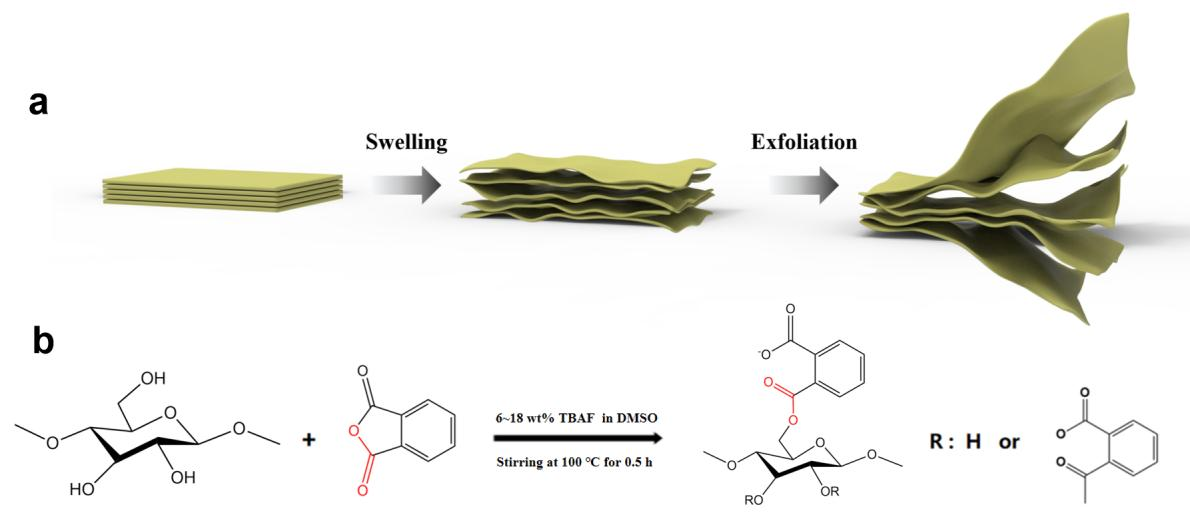 a
Swelling
Exfoliation
b
OH
O
O
O
HO
OH
+
O
O
O
6~18 wt% TBAF in DMSO
Stirring at 100 °C for 0.5 h
O
-O
O
O
O
O
O
RO
OR
R : H or
O
O
O